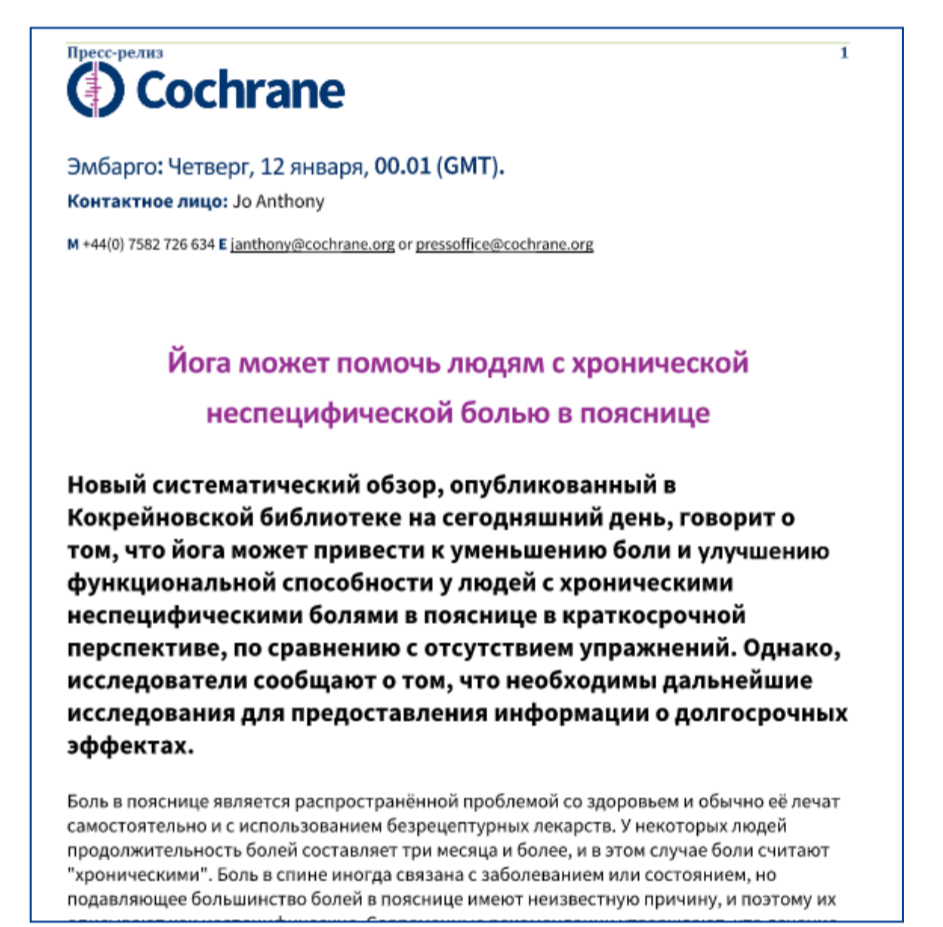 Пресс-релиз 1
Cochrane
Эмбарго: Четверг, 12 января, 00.01 (GMT).
Контактное лицо: Jo Anthony
M +44(0) 7582 726 634 E janthony@cochrane.org or pressoffice@cochrane.org
Йога может помочь людям с хронической
неспецифической болью в пояснице
Новый систематический обзор, опубликованный в
Кокрейновской библиотеке на сегодняшний день, говорит о
том, что йога может привести к уменьшению боли и улучшению
функциональной способности у людей с хроническими
неспецифическими болями в пояснице в краткосрочной
перспективе, по сравнению с отсутствием упражнений. Однако,
исследователи сообщают о том, что необходимы дальнейшие
исследования для предоставления информации о долгосрочных
эффектах.
Боль в пояснице является распространённой проблемой со здоровьем и обычно её лечат
самостоятельно и с использованием безрецептурных лекарств. У некоторых людей
продолжительность болей составляет три месяца и более, и в этом случае боли считают
"хроническими". Боль в спине иногда связана с заболеванием или состоянием, но
подавляющее большинство болей в пояснице имеют неизвестную причину, и поэтому их